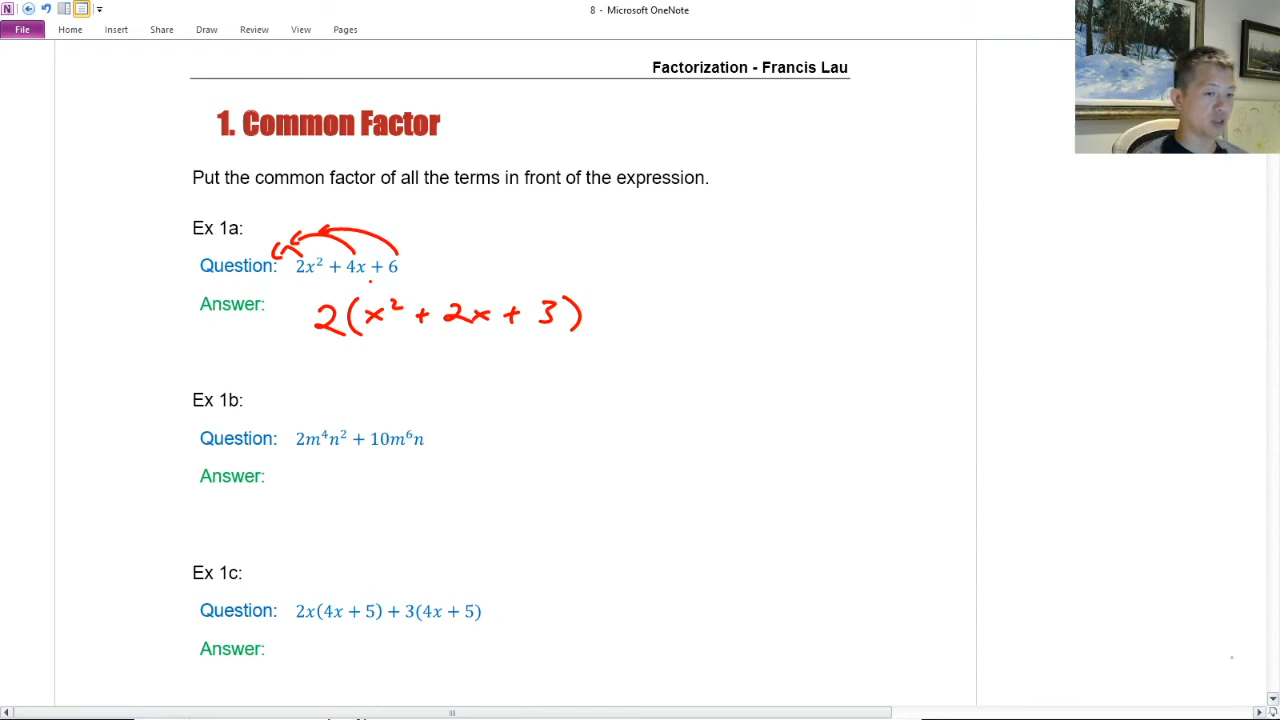 8 - Microsoft OneNote
File Home Insert Share Draw Review View Pages
Factorization - Francis Lau
1. Common Factor
Put the common factor of all the terms in front of the expression.
Ex 1a:
Question: 2x² + 4x + 6
Answer: 2(x² + 2x + 3)
Ex 1b:
Question: 2m⁴n² + 10m⁶n
Answer:
Ex 1c:
Question: 2x(4x + 5) + 3(4x + 5)
Answer: